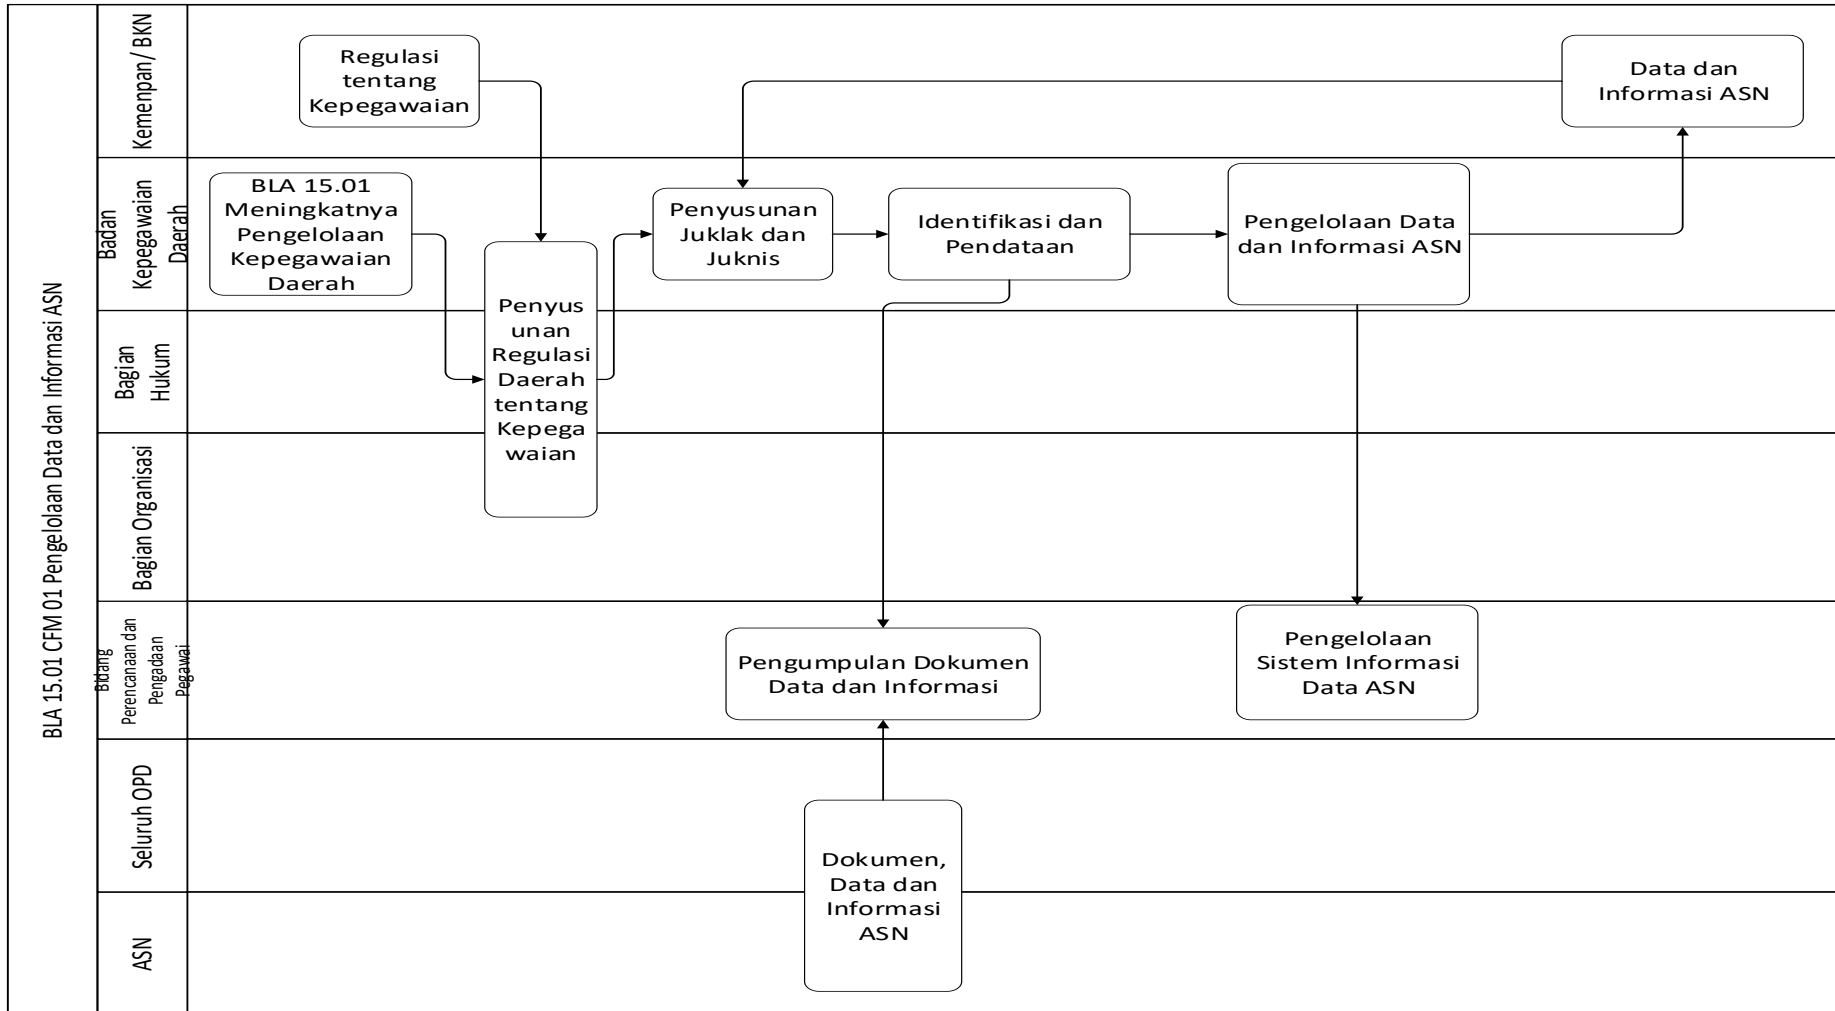 BLA 15.01 CFM 01 Pengelolaan Data dan Informasi ASN
Kemenpan/ BKN
Regulasi
tentang
Kepegawaian
Data dan
Informasi ASN
Badan
Kepegawaian
Daerah
BLA 15.01
Meningkatnya
Pengelolaan
Kepegawaian
Daerah
Penyusunan
Juklak dan
Juknis
Identifikasi dan
Pendataan
Pengelolaan Data
dan Informasi ASN
Penyus
unan
Regulasi
Daerah
tentang
Kepega
waian
Bagian
Hukum
Bagian Organisasi
Bidang
Perencanaan dan
Pengadaan
Pegawai
Pengumpulan Dokumen
Data dan Informasi
Pengelolaan
Sistem Informasi
Data ASN
Seluruh OPD
Dokumen,
Data dan
Informasi
ASN
ASN